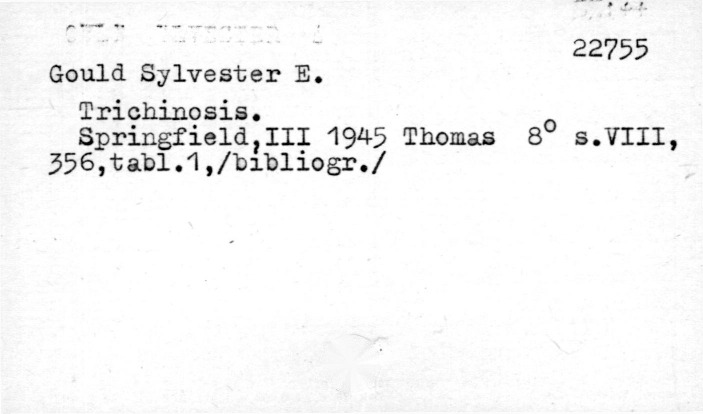 22755
Gould Sylvester E.
Trichinosis.
Springfield,III 1945 Thomas 8° s.VIII,
356,tabl.1,/bibliogr./